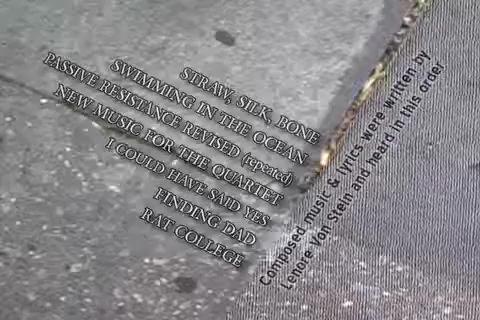 STRAW, SILK, BONE
SWIMMING IN THE OCEAN
PASSIVE RESISTANCE REVISED (repeated)
NEW MUSIC FOR THE QUARTET
I COULD HAVE SAID YES
FINDING DAD
RAT COLLEGE
Composed music & lyrics were written by
Lenore Von Stein and heard in this order